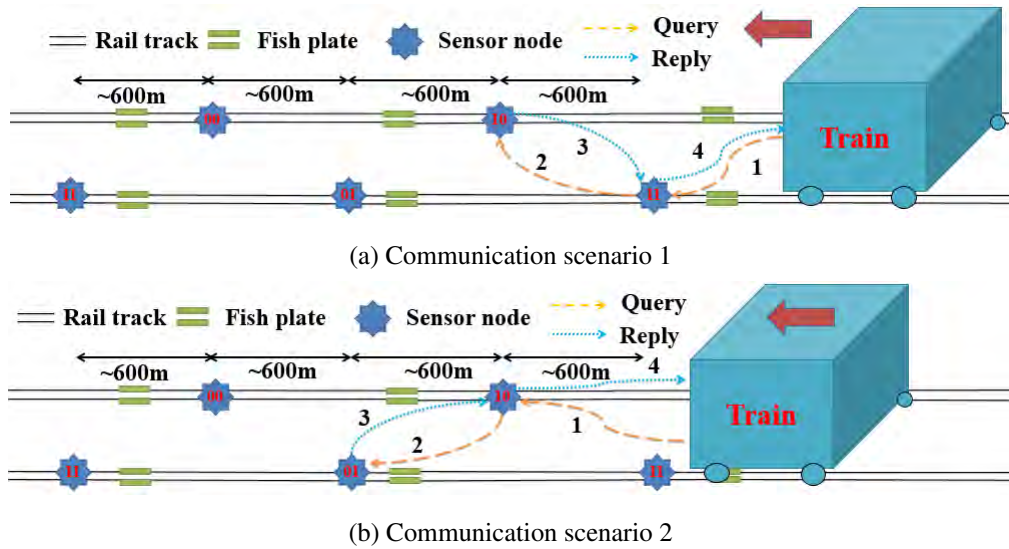 Rail track Fish plate Sensor node Query
Reply
~600m ~600m ~600m ~600m
00 10
3 4
2 1
Train
11 01 11
(a) Communication scenario 1
Rail track Fish plate Sensor node Query
Reply
~600m ~600m ~600m ~600m 4
00 10
3 1
2
Train
11 01 11
(b) Communication scenario 2